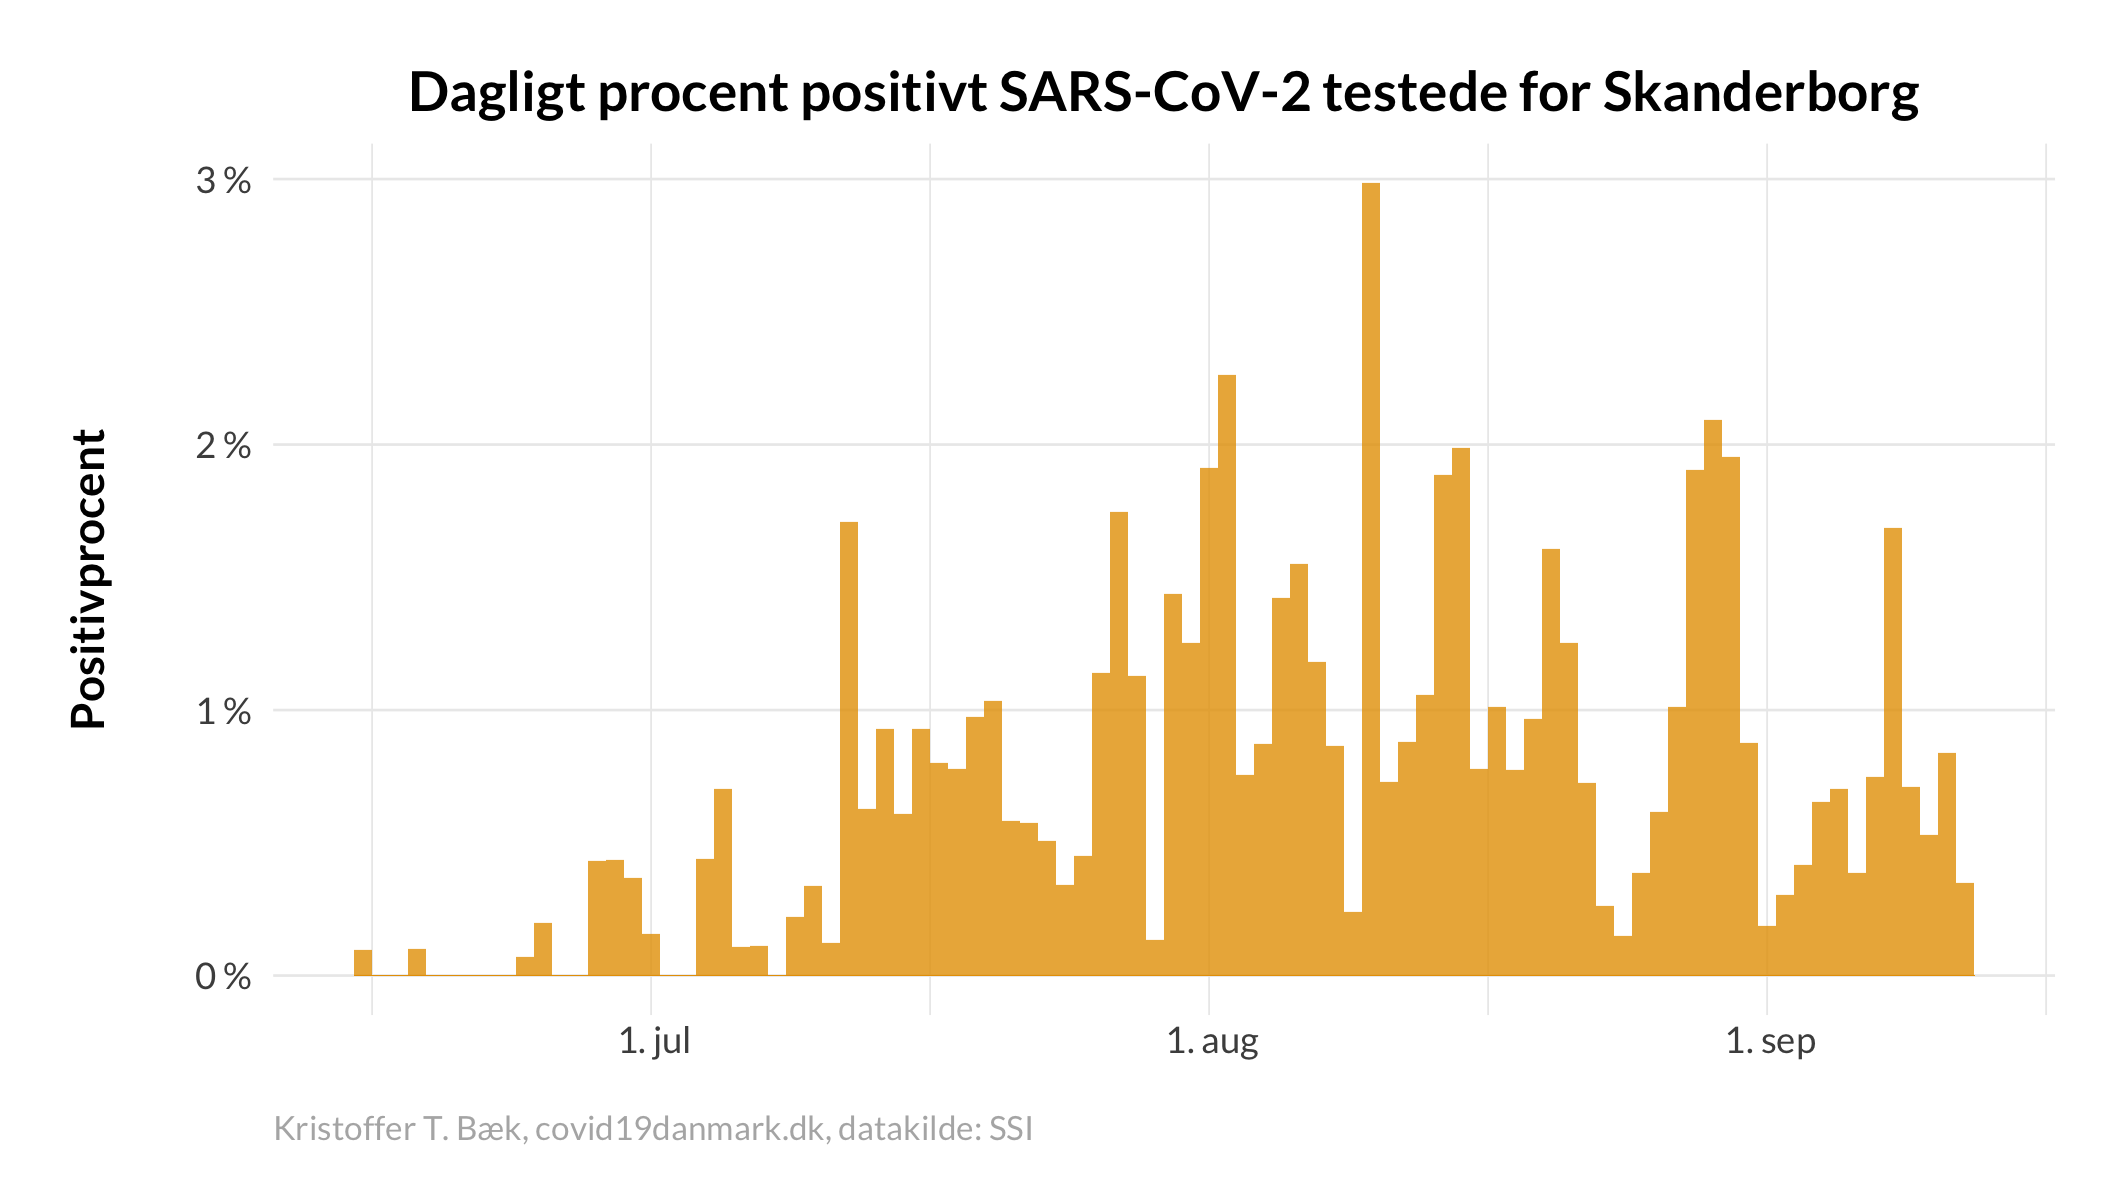 Dagligt procent positivt SARS-CoV-2 testede for Skanderborg
Positivprocent
3 %
2 %
1 %
0 %
1. jul
1. aug
1. sep
Kristoffer T. Bæk, covid19danmark.dk, datakilde: SSI